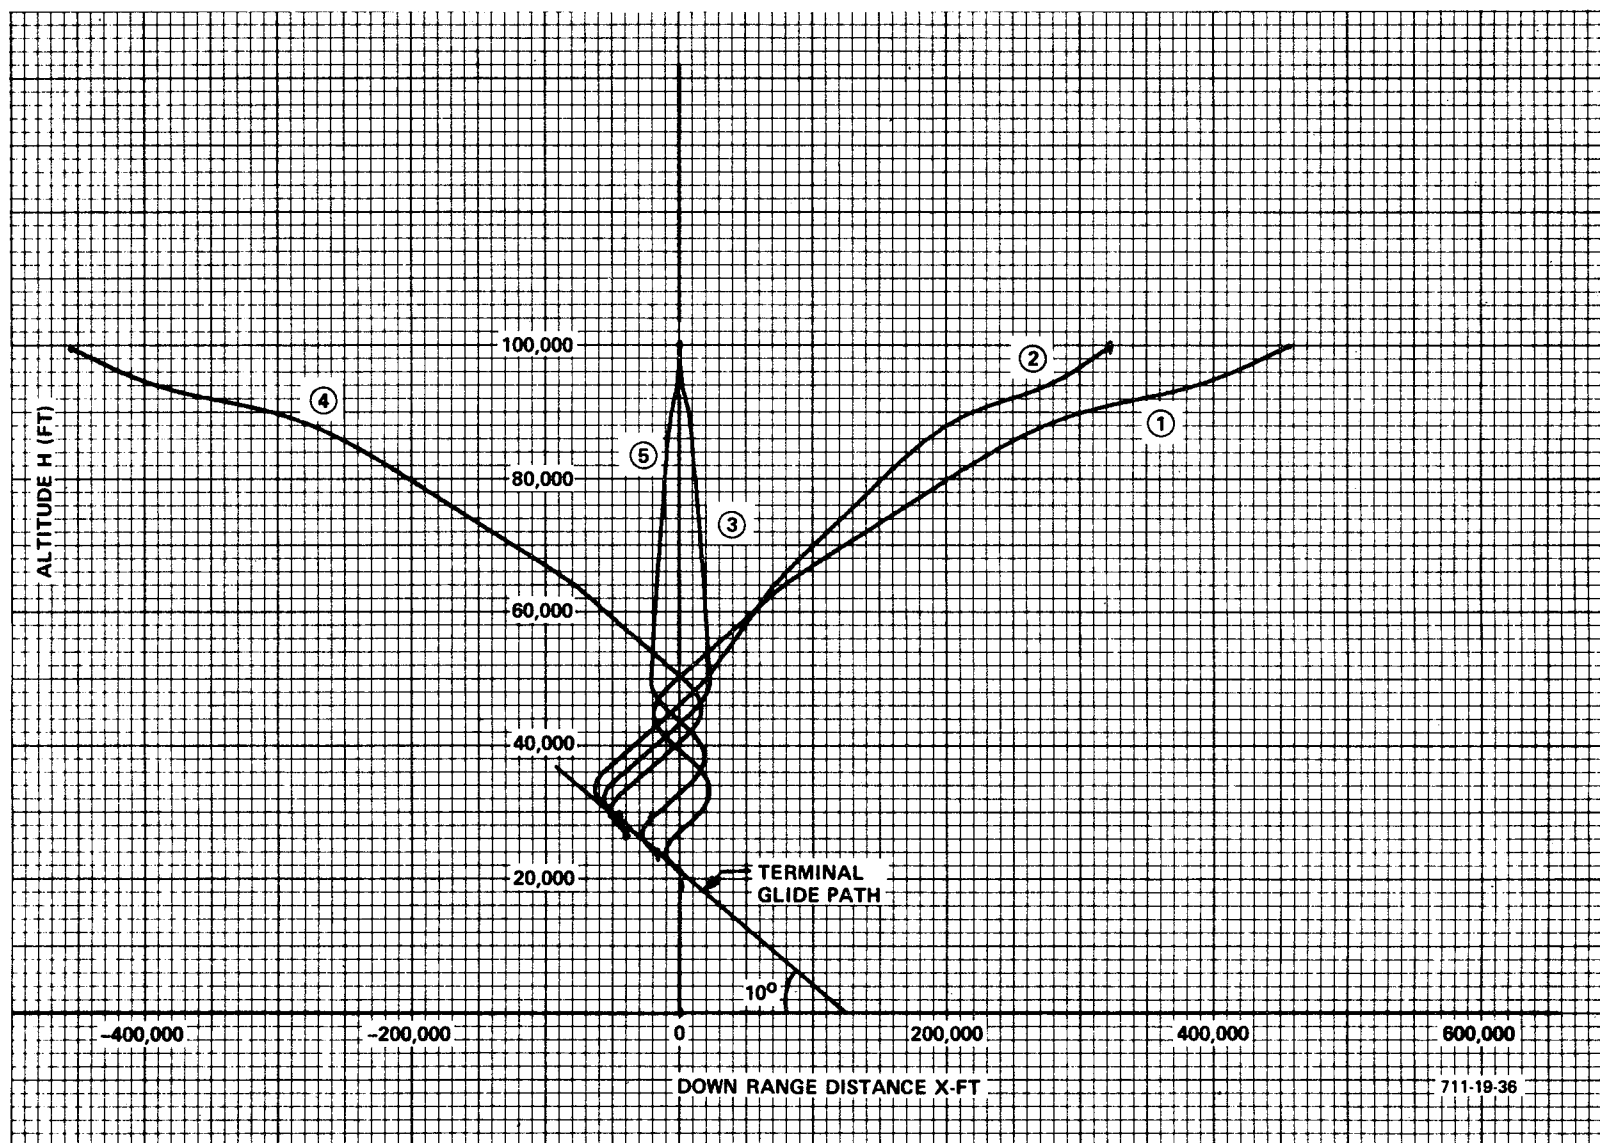 100,000
②
①
④
ALTITUDE H (FT)
⑤
80,000
③
60,000
40,000
20,000
TERMINAL
GLIDE PATH
10°
-400,000 -200,000 0 200,000 400,000 600,000
DOWN RANGE DISTANCE X-FT
711-19-36